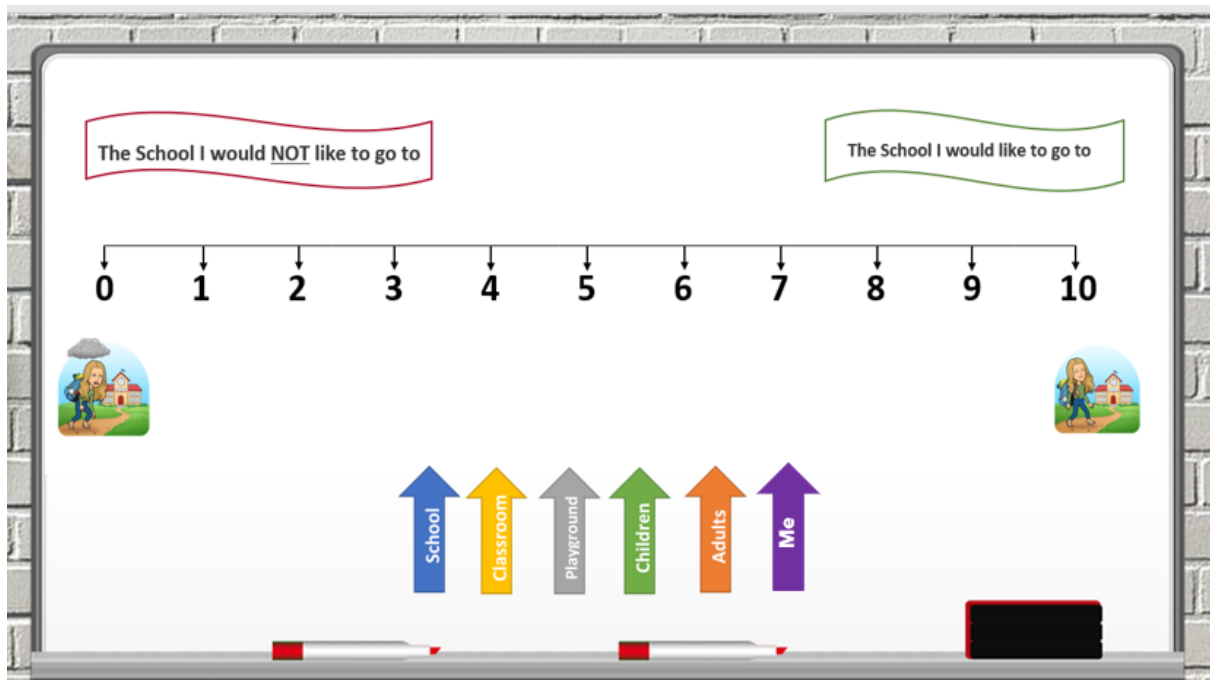 The School I would NOT like to go to
The School I would like to go to
0 1 2 3 4 5 6 7 8 9 10
School
Classroom
Playground
Children
Adults
Me